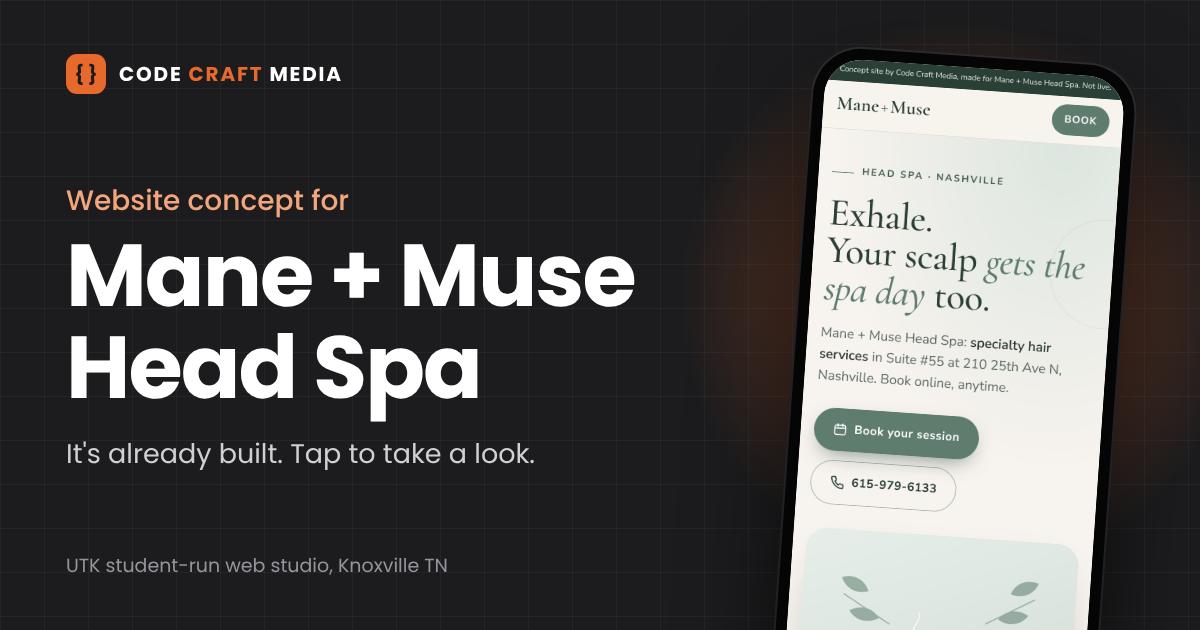 { } CODE CRAFT MEDIA
Website concept for
Mane + Muse
Head Spa
It's already built. Tap to take a look.
UTK student-run web studio, Knoxville TN
Concept site by Code Craft Media, made for Mane + Muse Head Spa. Not live.
Mane+Muse
BOOK
HEAD SPA · NASHVILLE
Exhale.
Your scalp gets the
spa day too.
Mane + Muse Head Spa: specialty hair
services in Suite #55 at 210 25th Ave N,
Nashville. Book online, anytime.
Book your session
615-979-6133